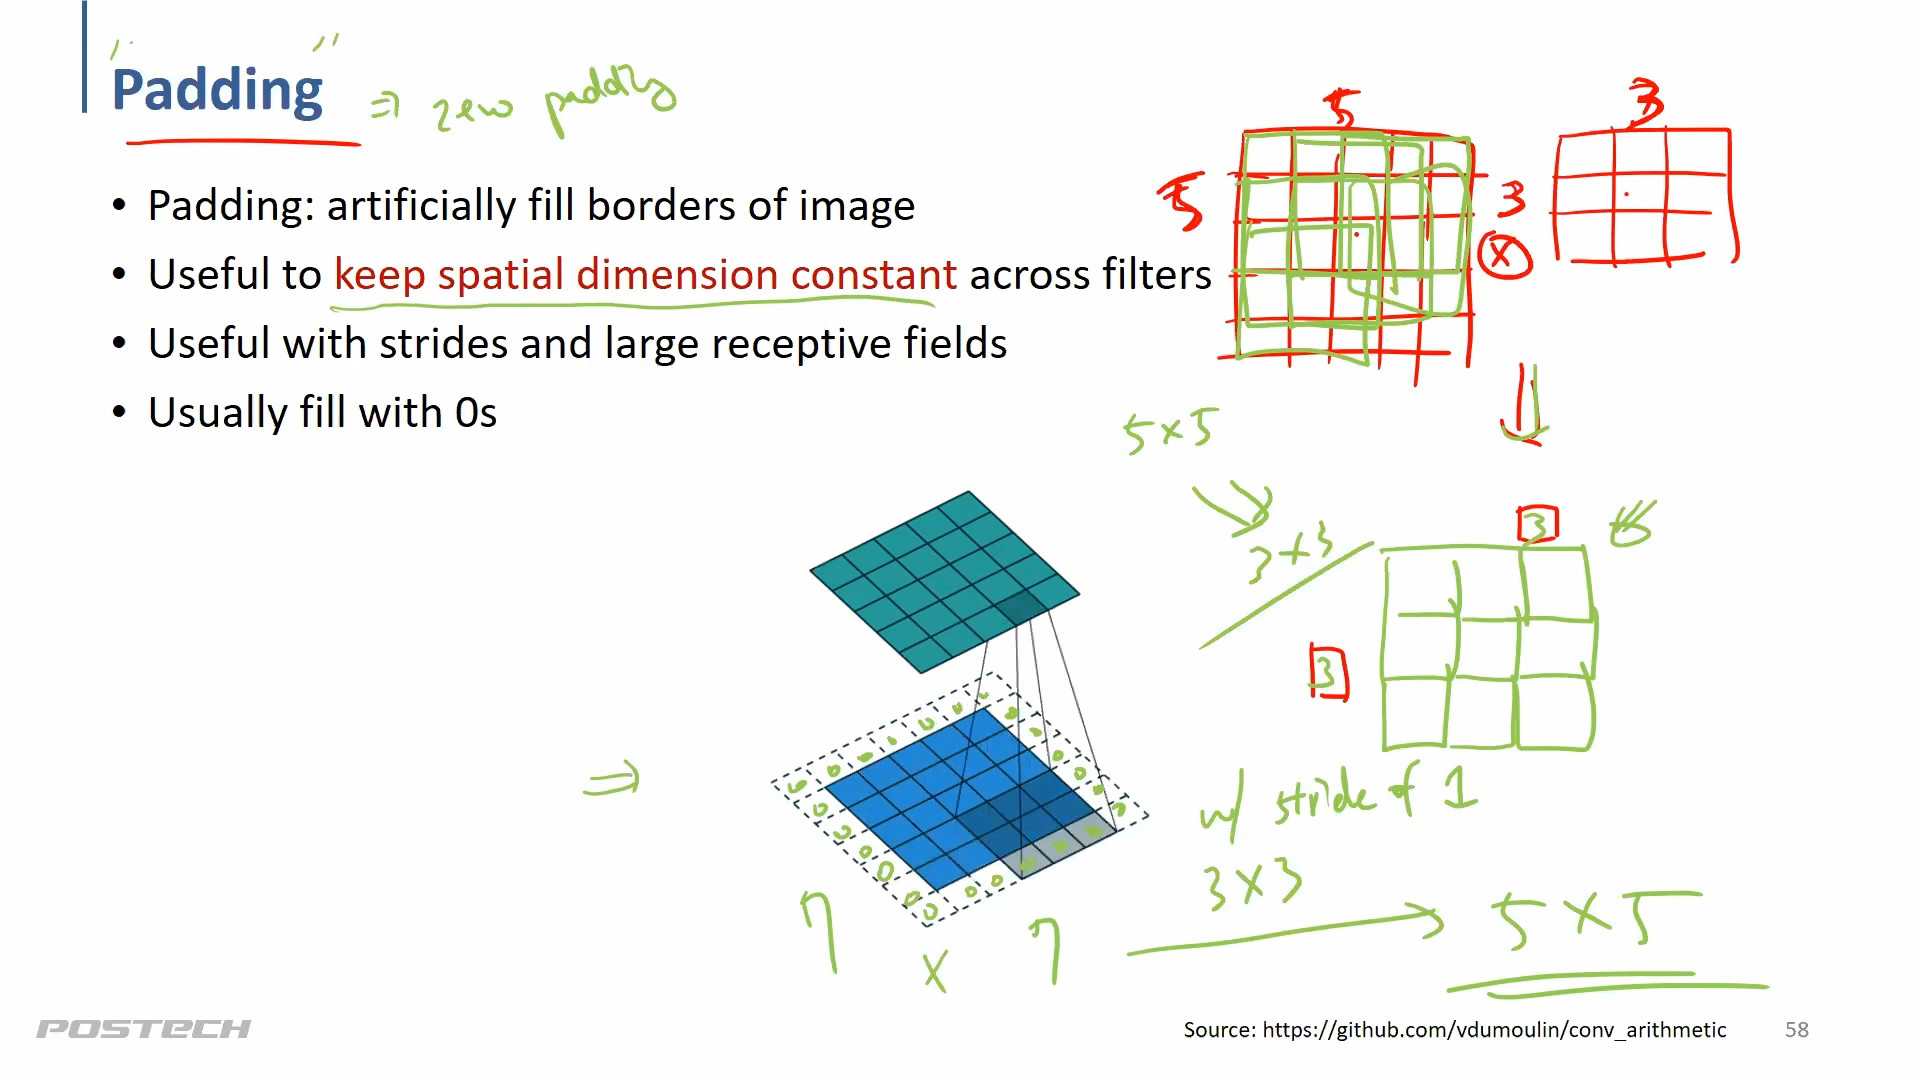 "Padding" ⇒ zero padding
• Padding: artificially fill borders of image
• Useful to keep spatial dimension constant across filters
• Useful with strides and large receptive fields
• Usually fill with 0s
5
3
5
3
X
5×5
3×3
3
3
w/ stride of 1
3×3
7 × 7
5×5
POSTECH
Source: https://github.com/vdumoulin/conv_arithmetic
58